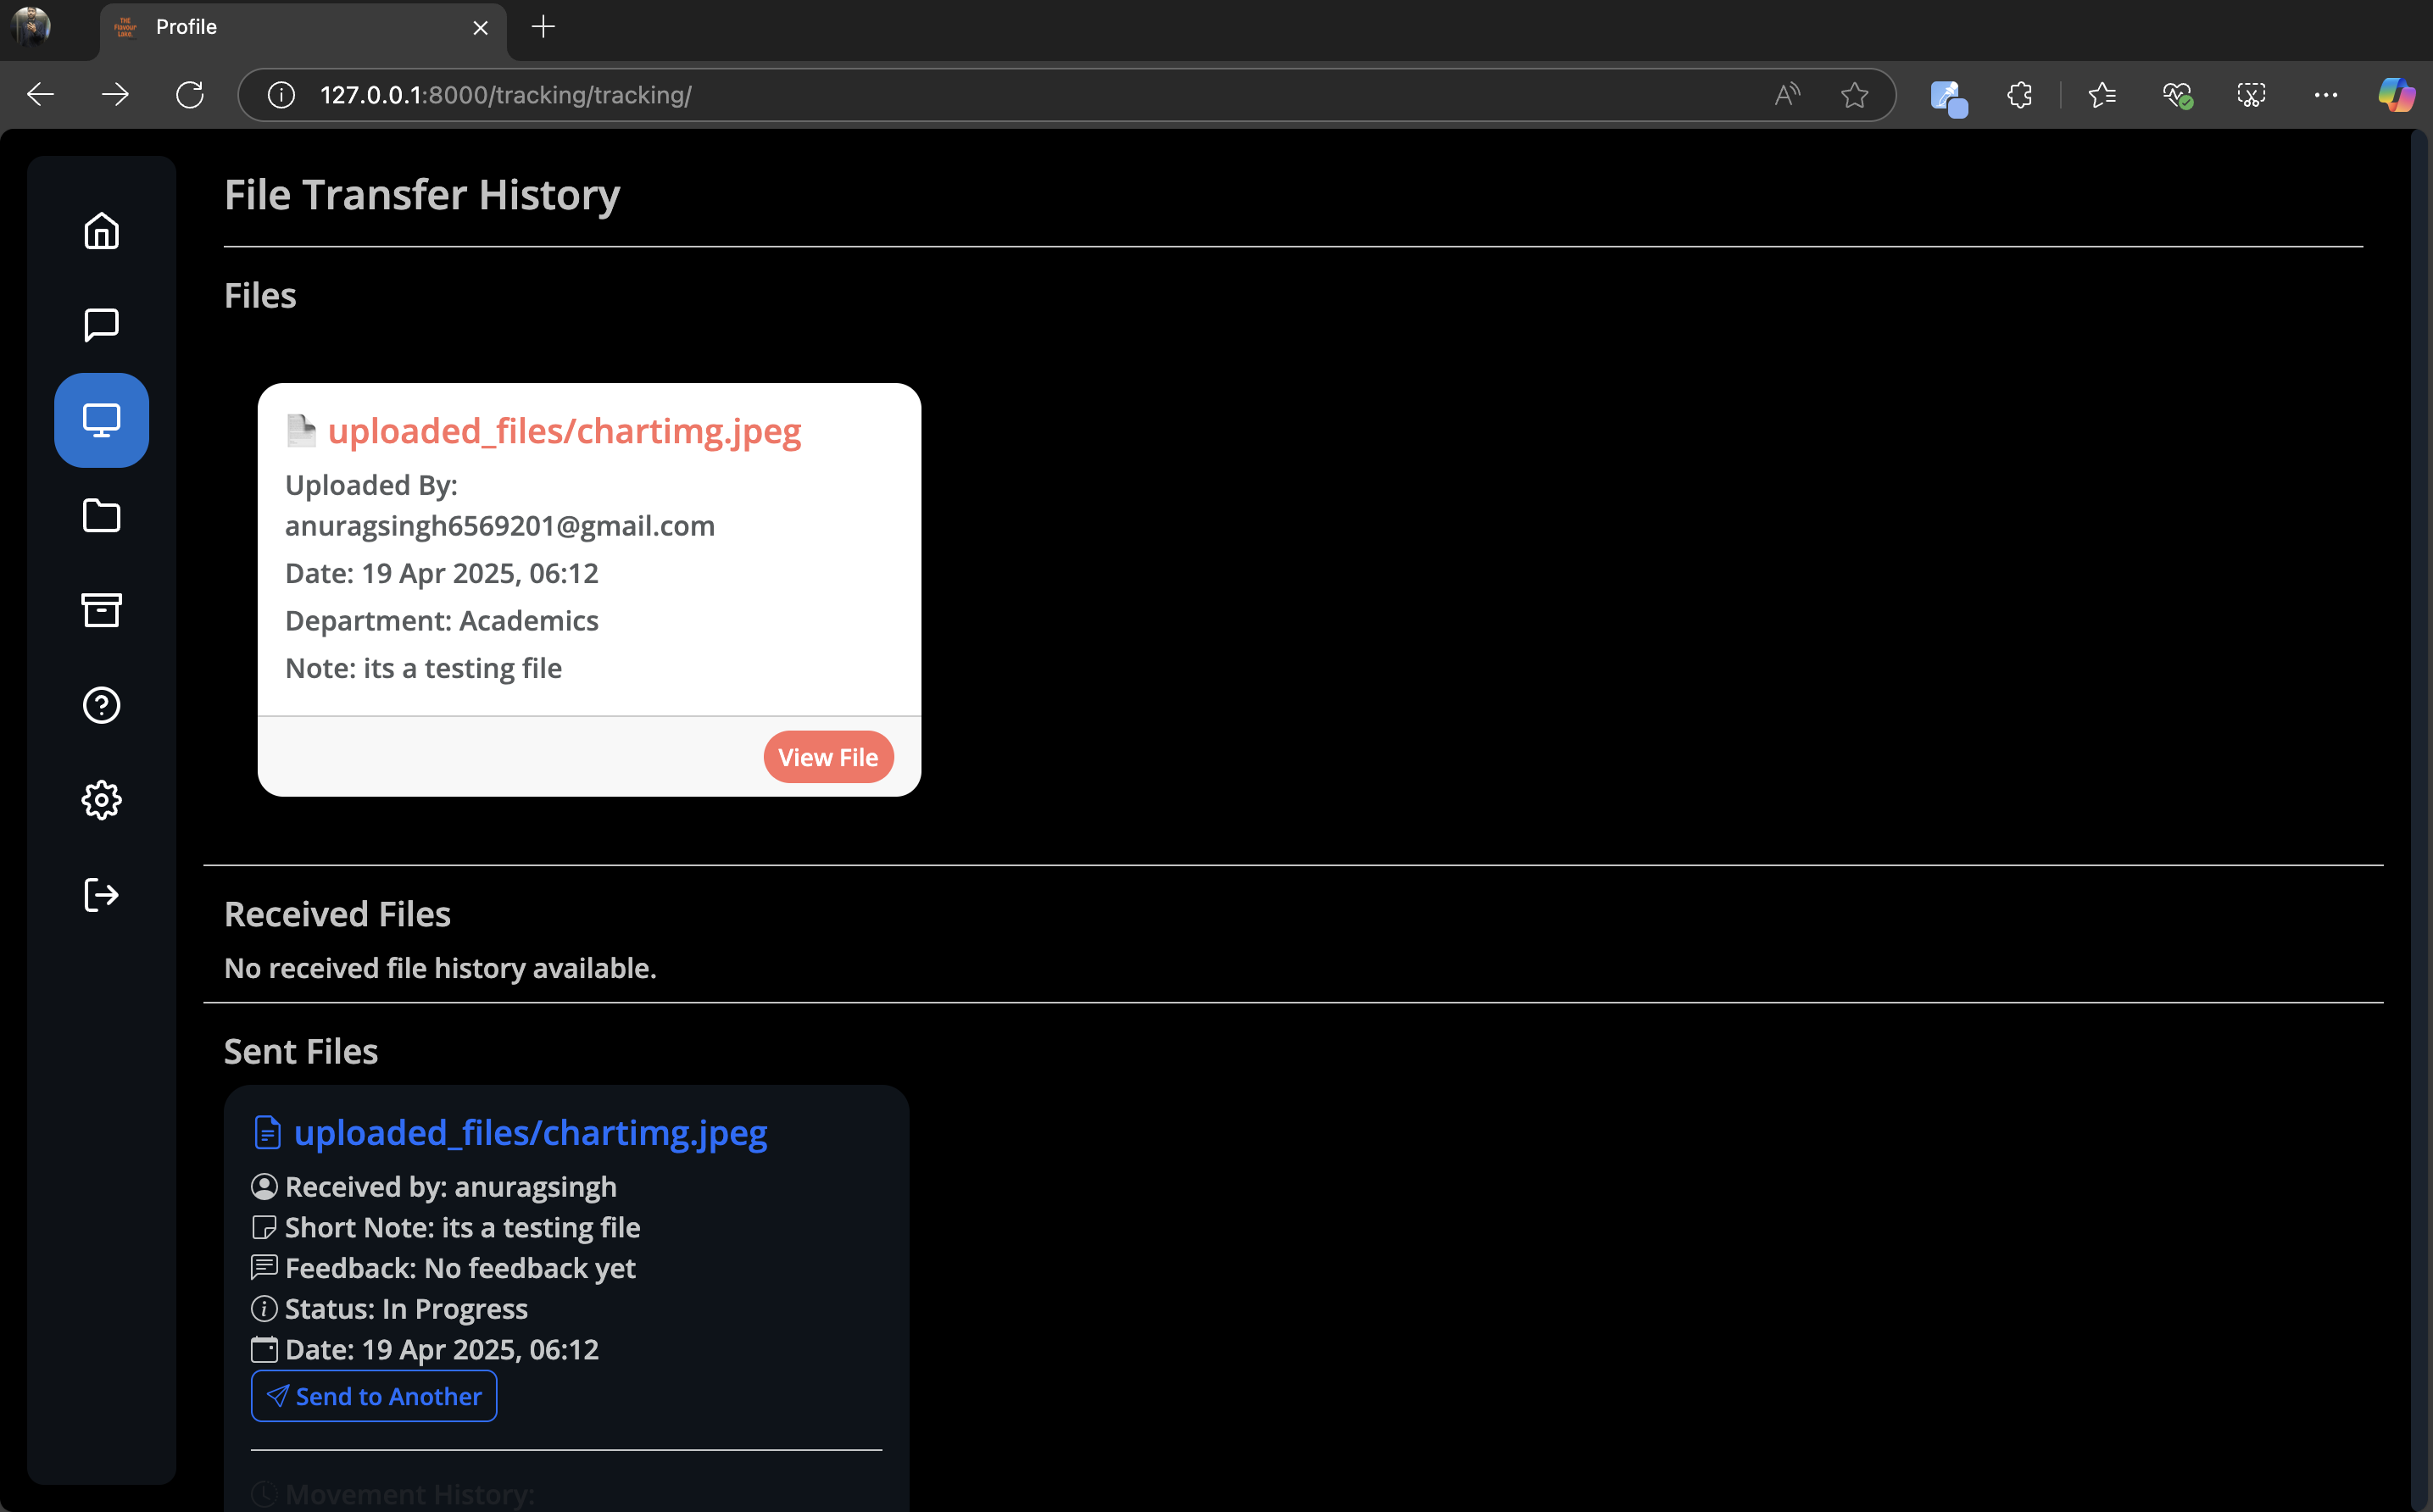 THE
Flavour
Lokk.
Profile
127.0.0.1:8000/tracking/tracking/
File Transfer History
Files
uploaded_files/chartimg.jpeg
Uploaded By:
anuragsingh6569201@gmail.com
Date: 19 Apr 2025, 06:12
Department: Academics
Note: its a testing file
View File
Received Files
No received file history available.
Sent Files
uploaded_files/chartimg.jpeg
Received by: anuragsingh
Short Note: its a testing file
Feedback: No feedback yet
Status: In Progress
Date: 19 Apr 2025, 06:12
Send to Another
Movement History: